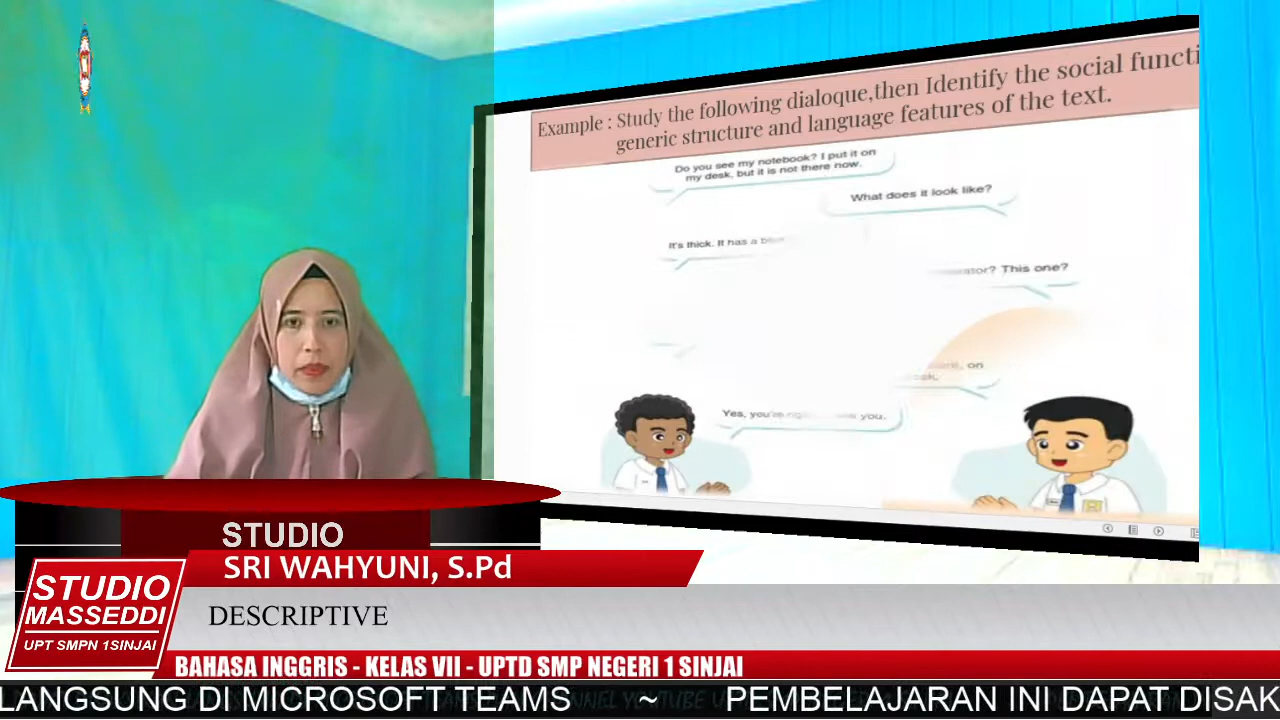 Example : Study the following dialoque,then Identify the social functi
generic structure and language features of the text.
Do you see my notebook? I put it on
my desk, but it is not there now.
What does it look like?
It's thick. It has a
This one?
on
Yes, you're you.
STUDIO
SRI WAHYUNI, S.Pd
STUDIO
MASSEDDI
UPT SMPN 1SINJAI
DESCRIPTIVE
BAHASA INGGRIS - KELAS VII - UPTD SMP NEGERI 1 SINJAI
LANGSUNG DI MICROSOFT TEAMS ~ PEMBELAJARAN INI DAPAT DISAK